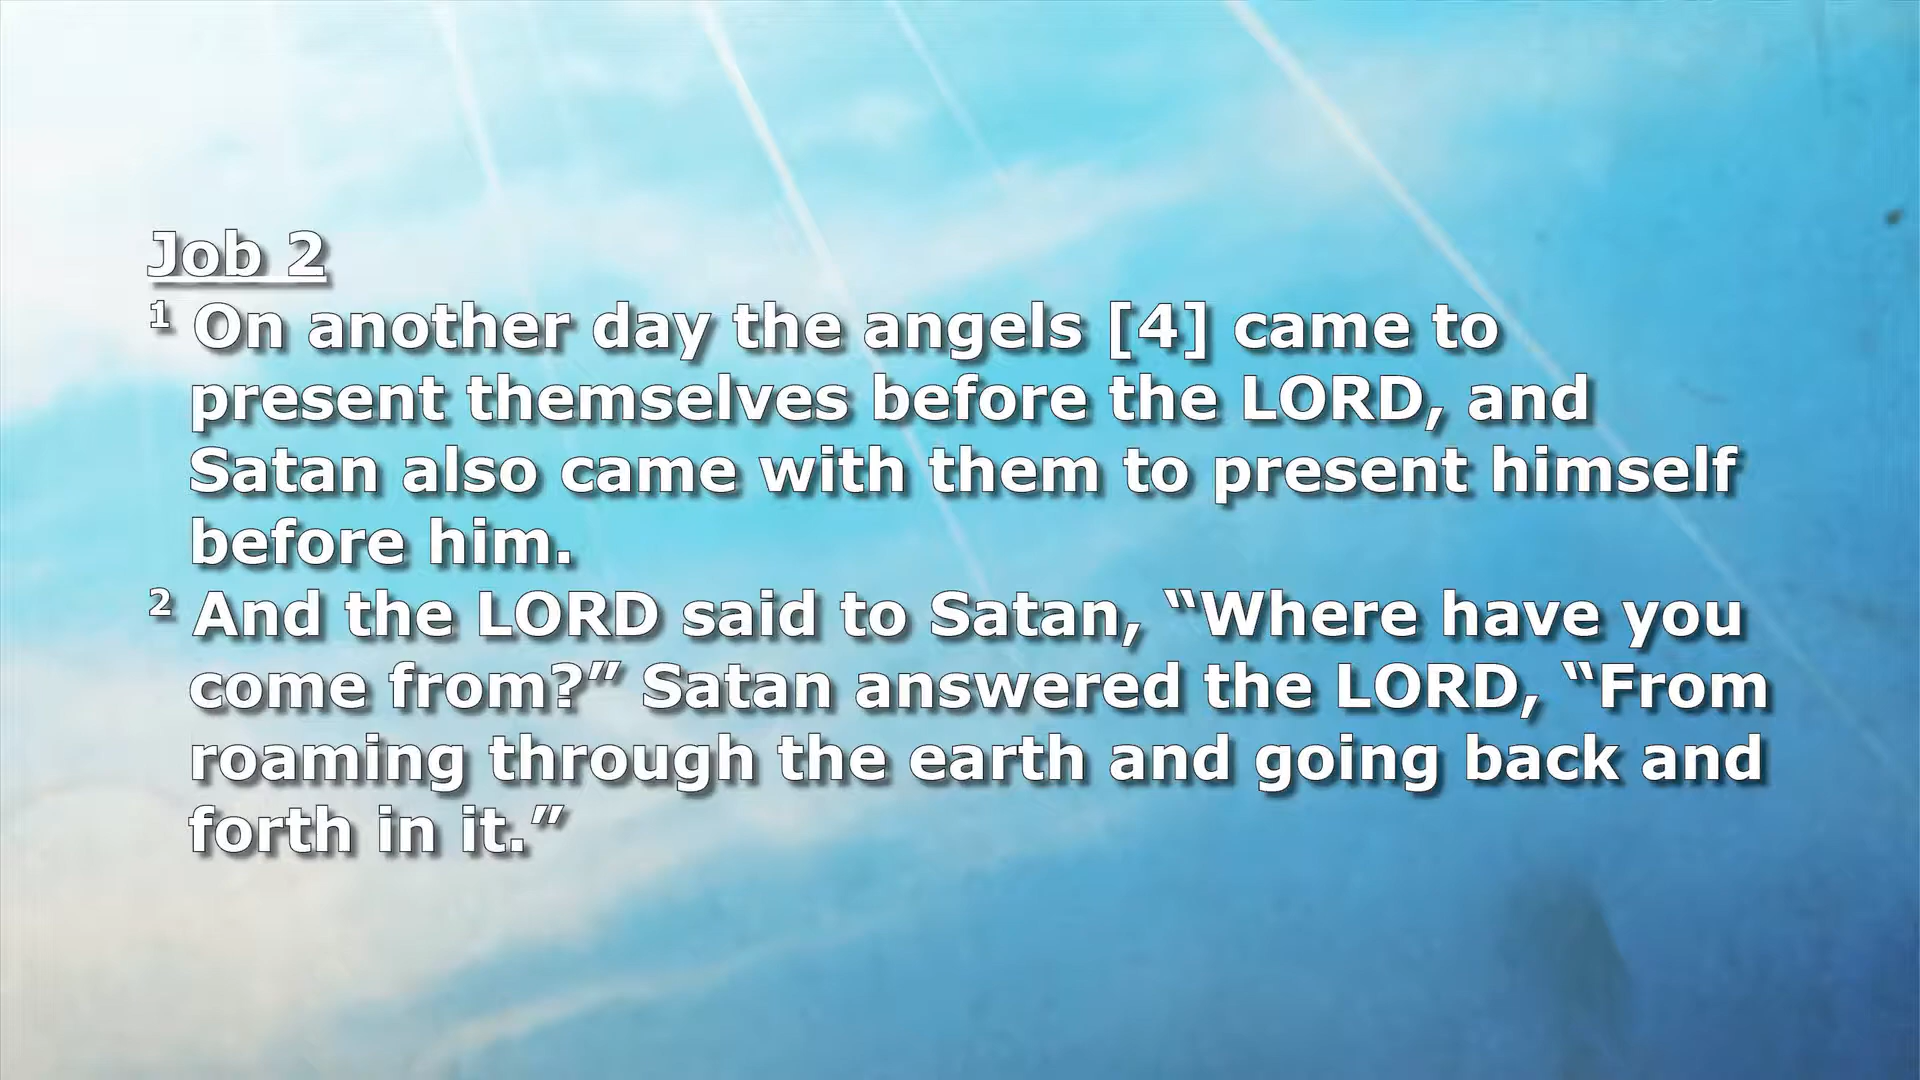 Job 2
1 On another day the angels [4] came to
present themselves before the LORD, and
Satan also came with them to present himself
before him.
2 And the LORD said to Satan, “Where have you
come from?” Satan answered the LORD, “From
roaming through the earth and going back and
forth in it.”